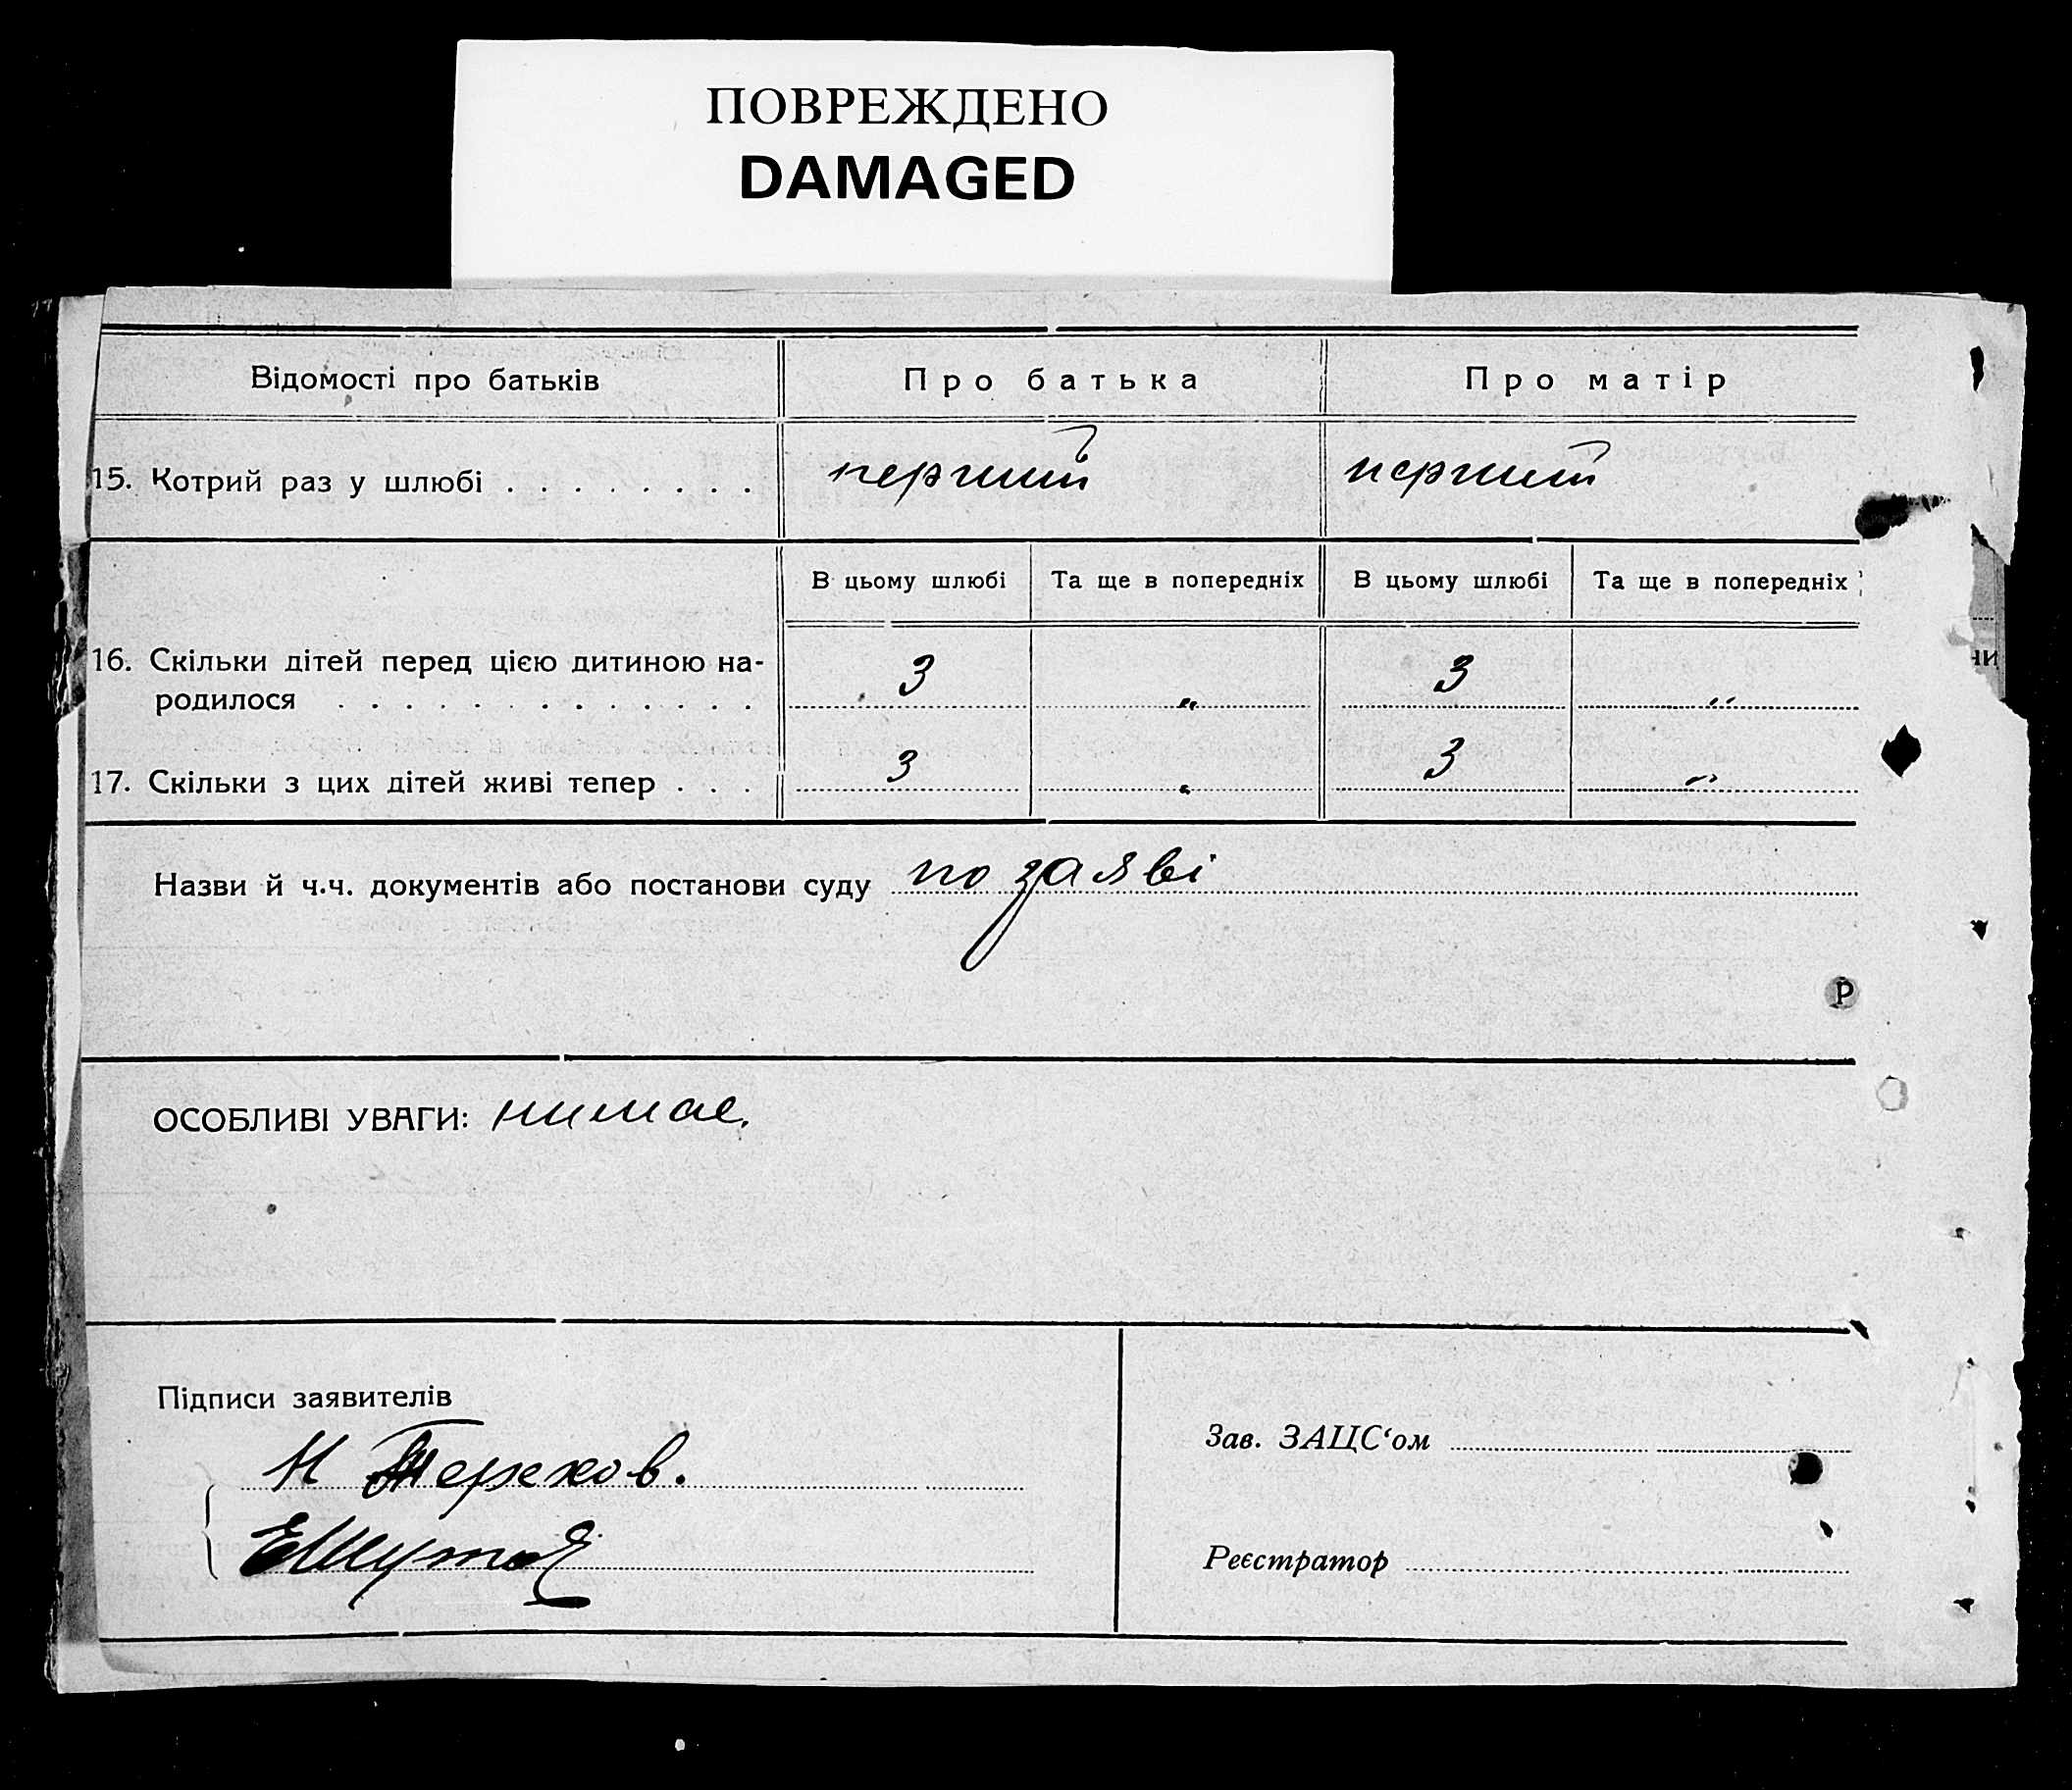 ПОВРЕЖДЕНО
DAMAGED
Відомості про батьків Про батька Про матір
15. Котрий раз у шлюбі . . . . . . . . перший перший
В цьому шлюбі Та ще в попередніх В цьому шлюбі Та ще в попередніх
16. Скільки дітей перед цією дитиною на-
родилося . . . . . . . . . . . . . 3 „ 3 „
17. Скільки з цих дітей живі тепер . . . 3 „ 3 „
Назви й ч.ч. документів або постанови суду по заяві
Р
ОСОБЛИВІ УВАГИ: нимае.
Підписи заявителів
Н Терехов.
Зав. ЗАЦС‘ом
Реєстратор